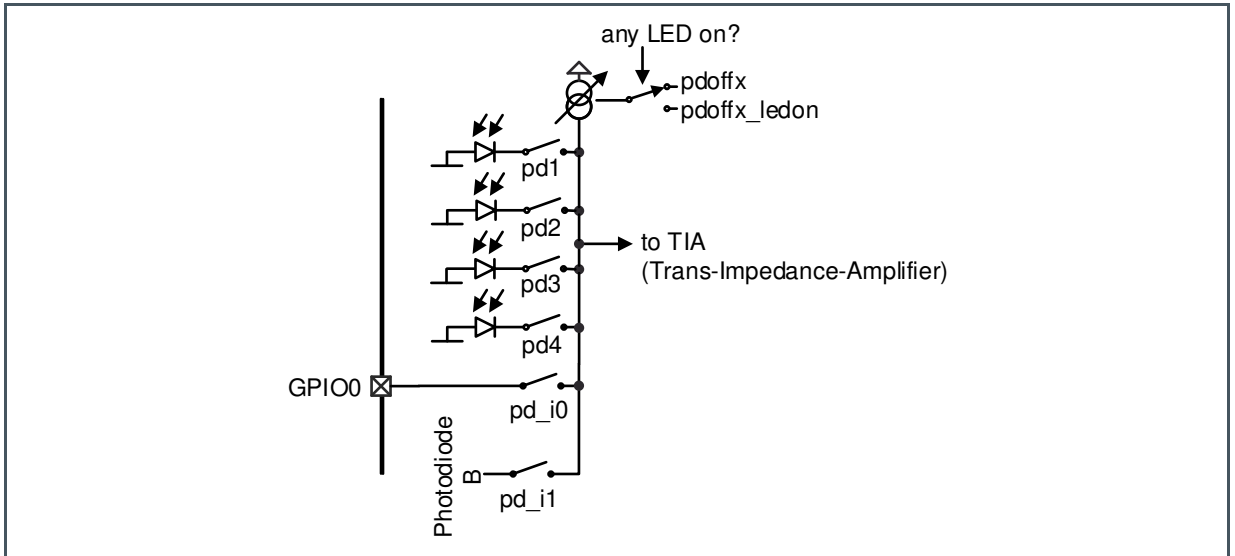 any LED on?
pdoffx
pdoffx_ledon
pd1
pd2
to TIA
(Trans-Impedance-Amplifier)
pd3
pd4
GPIO0
pd_i0
Photodiode
B
pd_i1